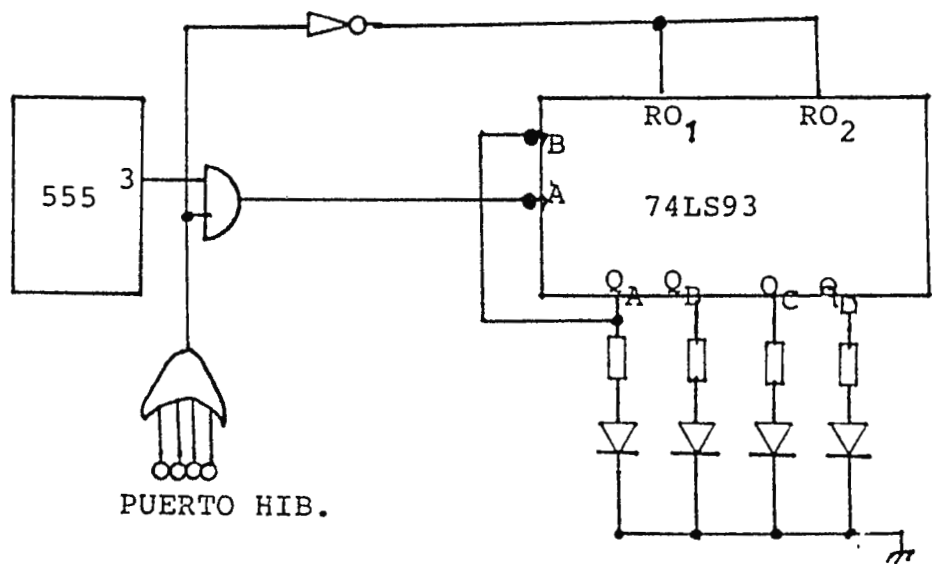 RO1 RO2
B
3
555
A
74LS93
QA QB QC QD
PUERTO HIB.